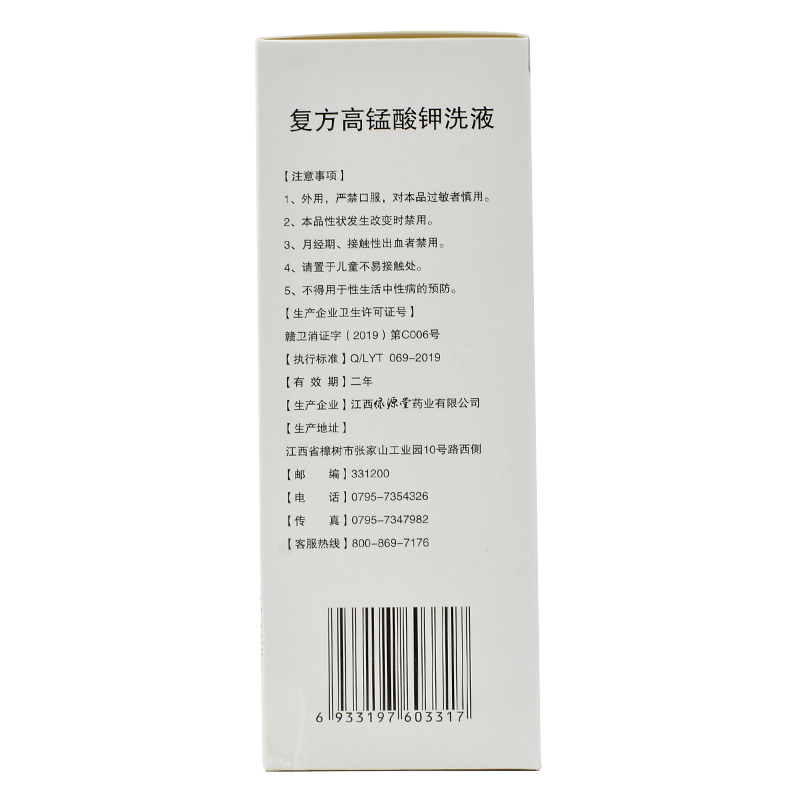 复方高锰酸钾洗液
【注意事项】
1、外用，严禁口服，对本品过敏者慎用。
2、本品性状发生改变时禁用。
3、月经期、接触性出血者禁用。
4、请置于儿童不易接触处。
5、不得用于性生活中性病的预防。
【生产企业卫生许可证号】
赣卫消证字（2019）第C006号
【执行标准】Q/LYT 069-2019
【有 效 期】二年
【生产企业】江西绿源堂药业有限公司
【生产地址】
江西省樟树市张家山工业园10号路西侧
【邮 编】331200
【电 话】0795-7354326
【传 真】0795-7347982
【客服热线】800-869-7176
6 933197 603317